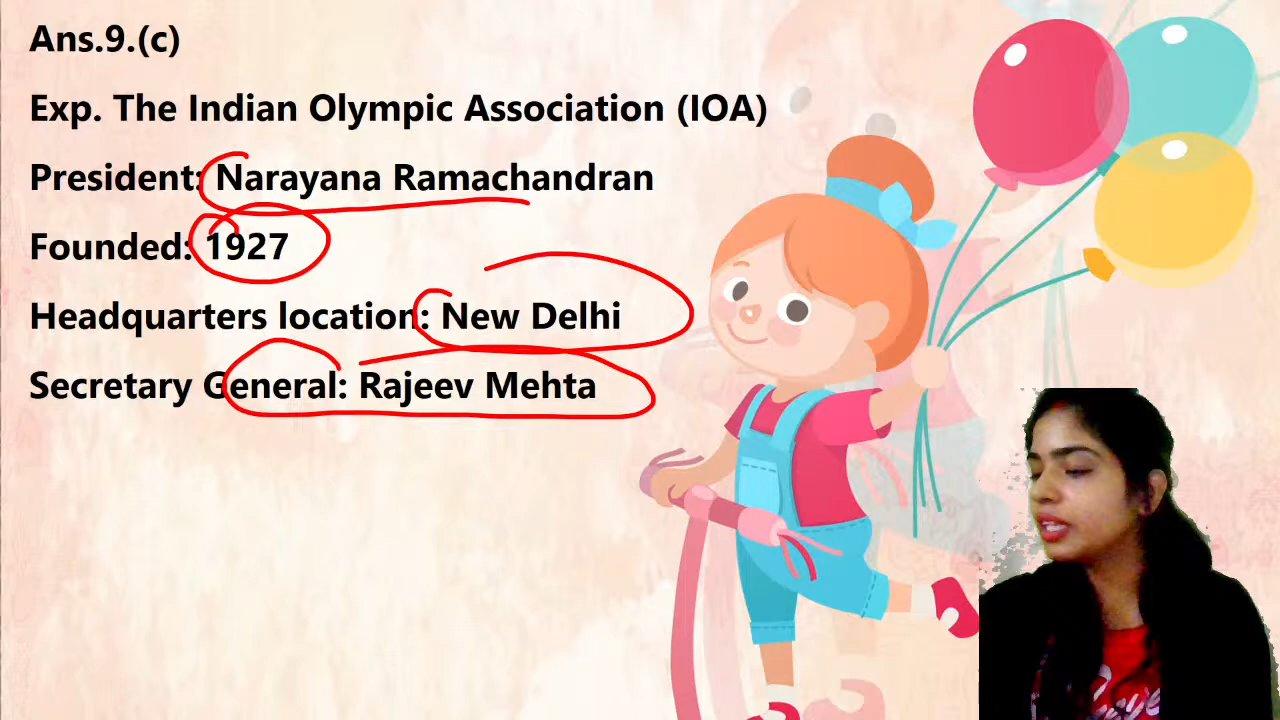 Ans.9.(c)
Exp. The Indian Olympic Association (IOA)
President: Narayana Ramachandran
Founded: 1927
Headquarters location: New Delhi
Secretary General: Rajeev Mehta